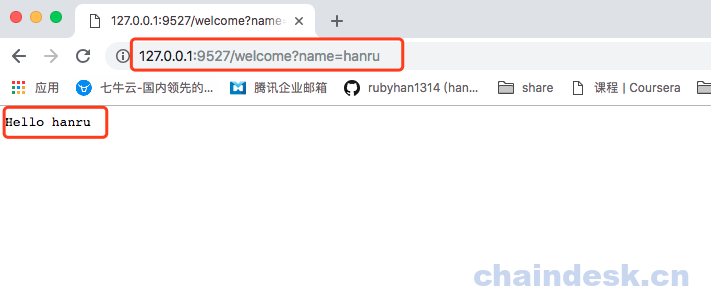 127.0.0.1:9527/welcome?name=
127.0.0.1:9527/welcome?name=hanru
应用 七牛云-国内领先的... 腾讯企业邮箱 rubyhan1314 (han... share 课程 | Coursera
Hello hanru
chaindesk.cn